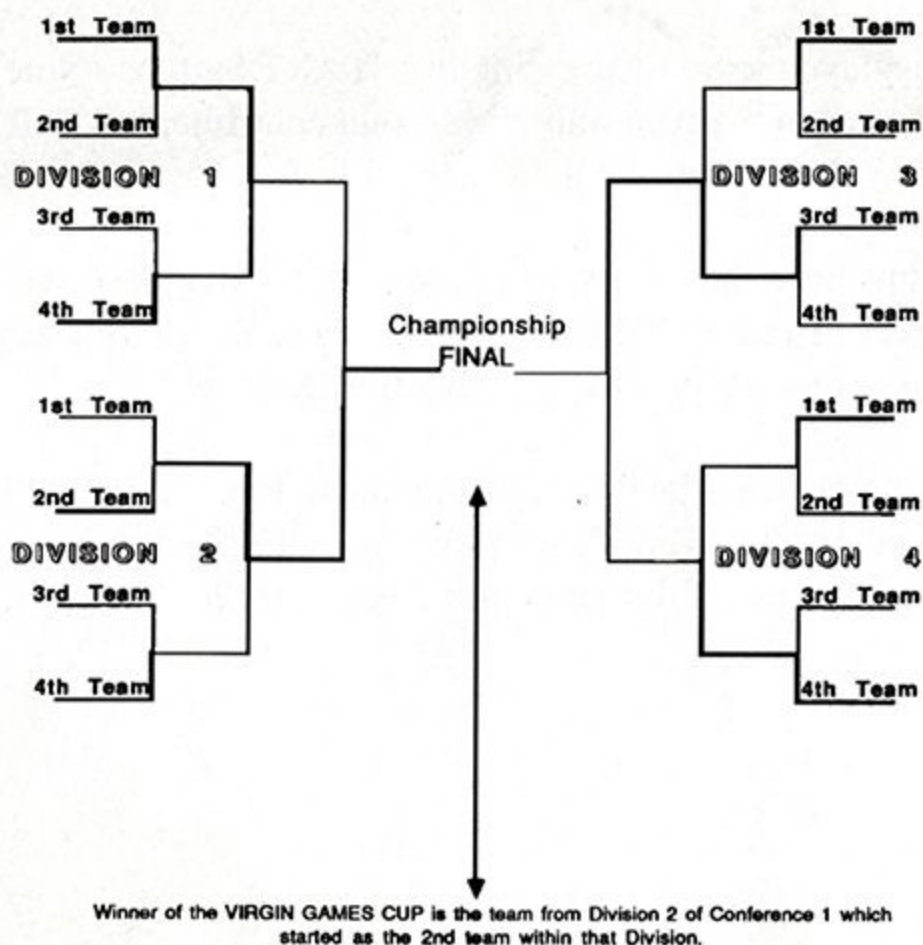 1st Team
2nd Team
DIVISION 1
3rd Team
4th Team
1st Team
2nd Team
DIVISION 2
3rd Team
4th Team
Championship
FINAL
1st Team
2nd Team
DIVISION 3
3rd Team
4th Team
1st Team
2nd Team
DIVISION 4
3rd Team
4th Team
Winner of the VIRGIN GAMES CUP is the team from Division 2 of Conference 1 which
started as the 2nd team within that Division.